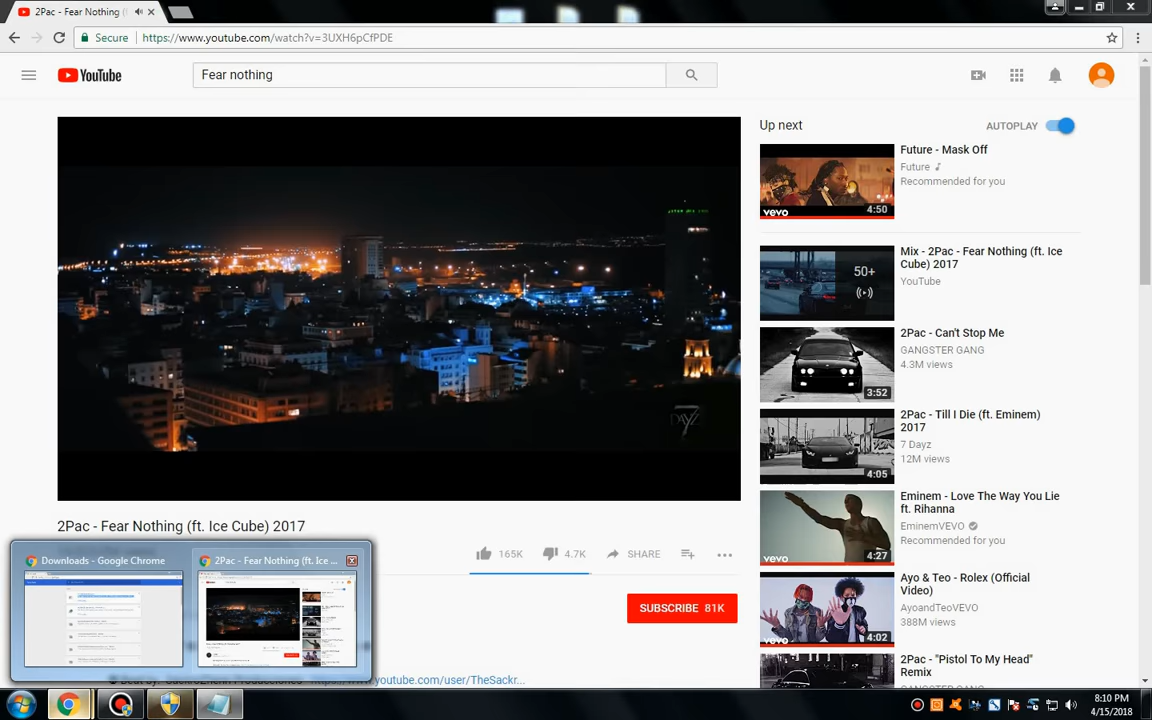 2Pac - Fear Nothing (
Secure
https://www.youtube.com/watch?v=3UXH6pCfPDE
YouTube
Fear nothing
DAYZ
2Pac - Fear Nothing (ft. Ice Cube) 2017
165K
4.7K
SHARE
SUBSCRIBE 81K
Up next
AUTOPLAY
Future - Mask Off
Future
Recommended for you
vevo
4:50
Mix - 2Pac - Fear Nothing (ft. Ice
Cube) 2017
YouTube
50+
2Pac - Can't Stop Me
GANGSTER GANG
4.3M views
3:52
2Pac - Till I Die (ft. Eminem)
2017
7 Dayz
12M views
4:05
Eminem - Love The Way You Lie
ft. Rihanna
EminemVEVO
Recommended for you
vevo
4:27
Ayo & Teo - Rolex (Official
Video)
AyoandTeoVEVO
388M views
vevo
4:02
2Pac - "Pistol To My Head"
Remix
Downloads - Google Chrome
2Pac - Fear Nothing (ft. Ice ...
youtube.com/user/TheSackr...
8:10 PM
4/15/2018